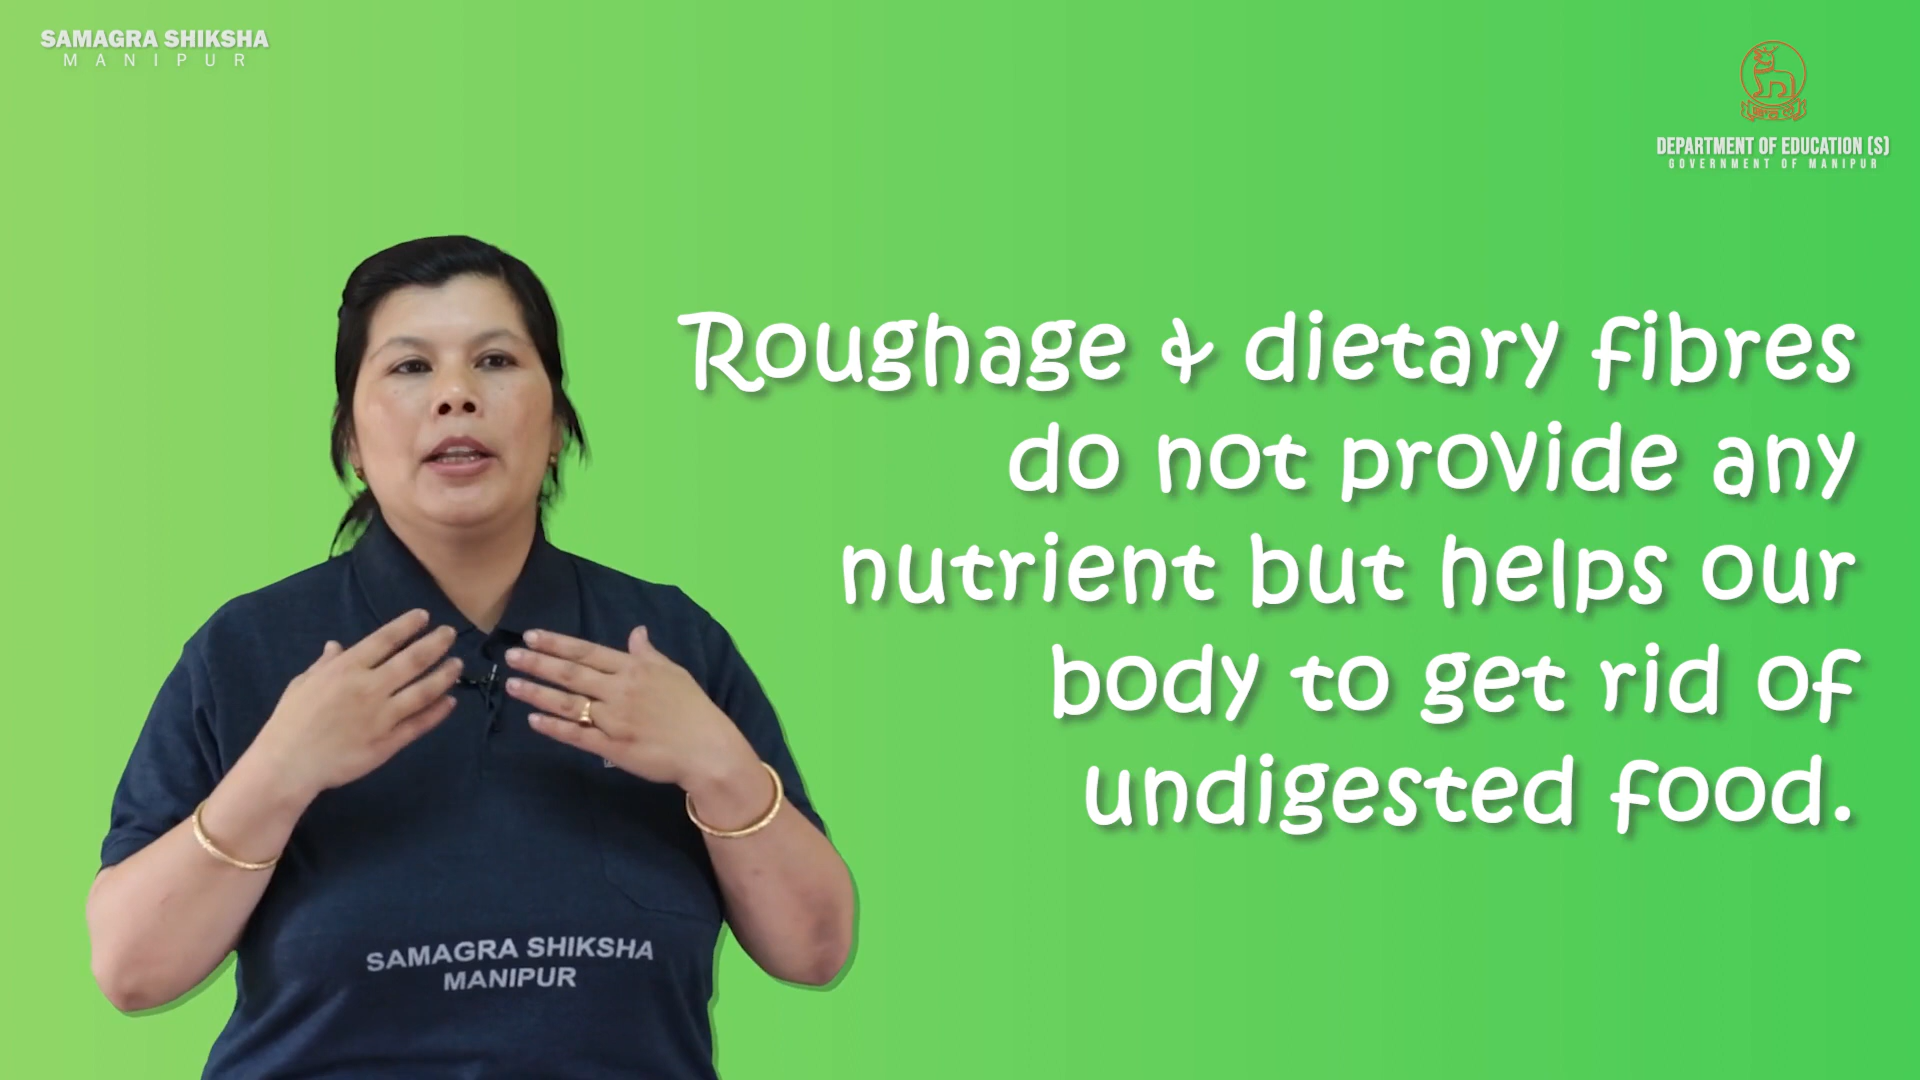 SAMAGRA SHIKSHA
MANIPUR
DEPARTMENT OF EDUCATION (S)
GOVERNMENT OF MANIPUR
Roughage & dietary fibres
do not provide any
nutrient but helps our
body to get rid of
undigested food.
SAMAGRA SHIKSHA
MANIPUR